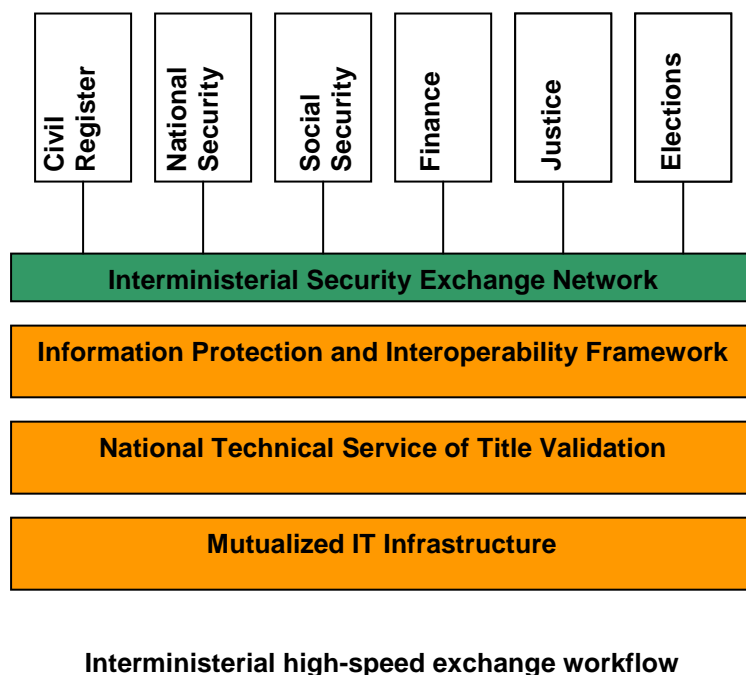 Civil
Register
National
Security
Social
Security
Finance
Justice
Elections
Interministerial Security Exchange Network
Information Protection and Interoperability Framework
National Technical Service of Title Validation
Mutualized IT Infrastructure
Interministerial high-speed exchange workflow